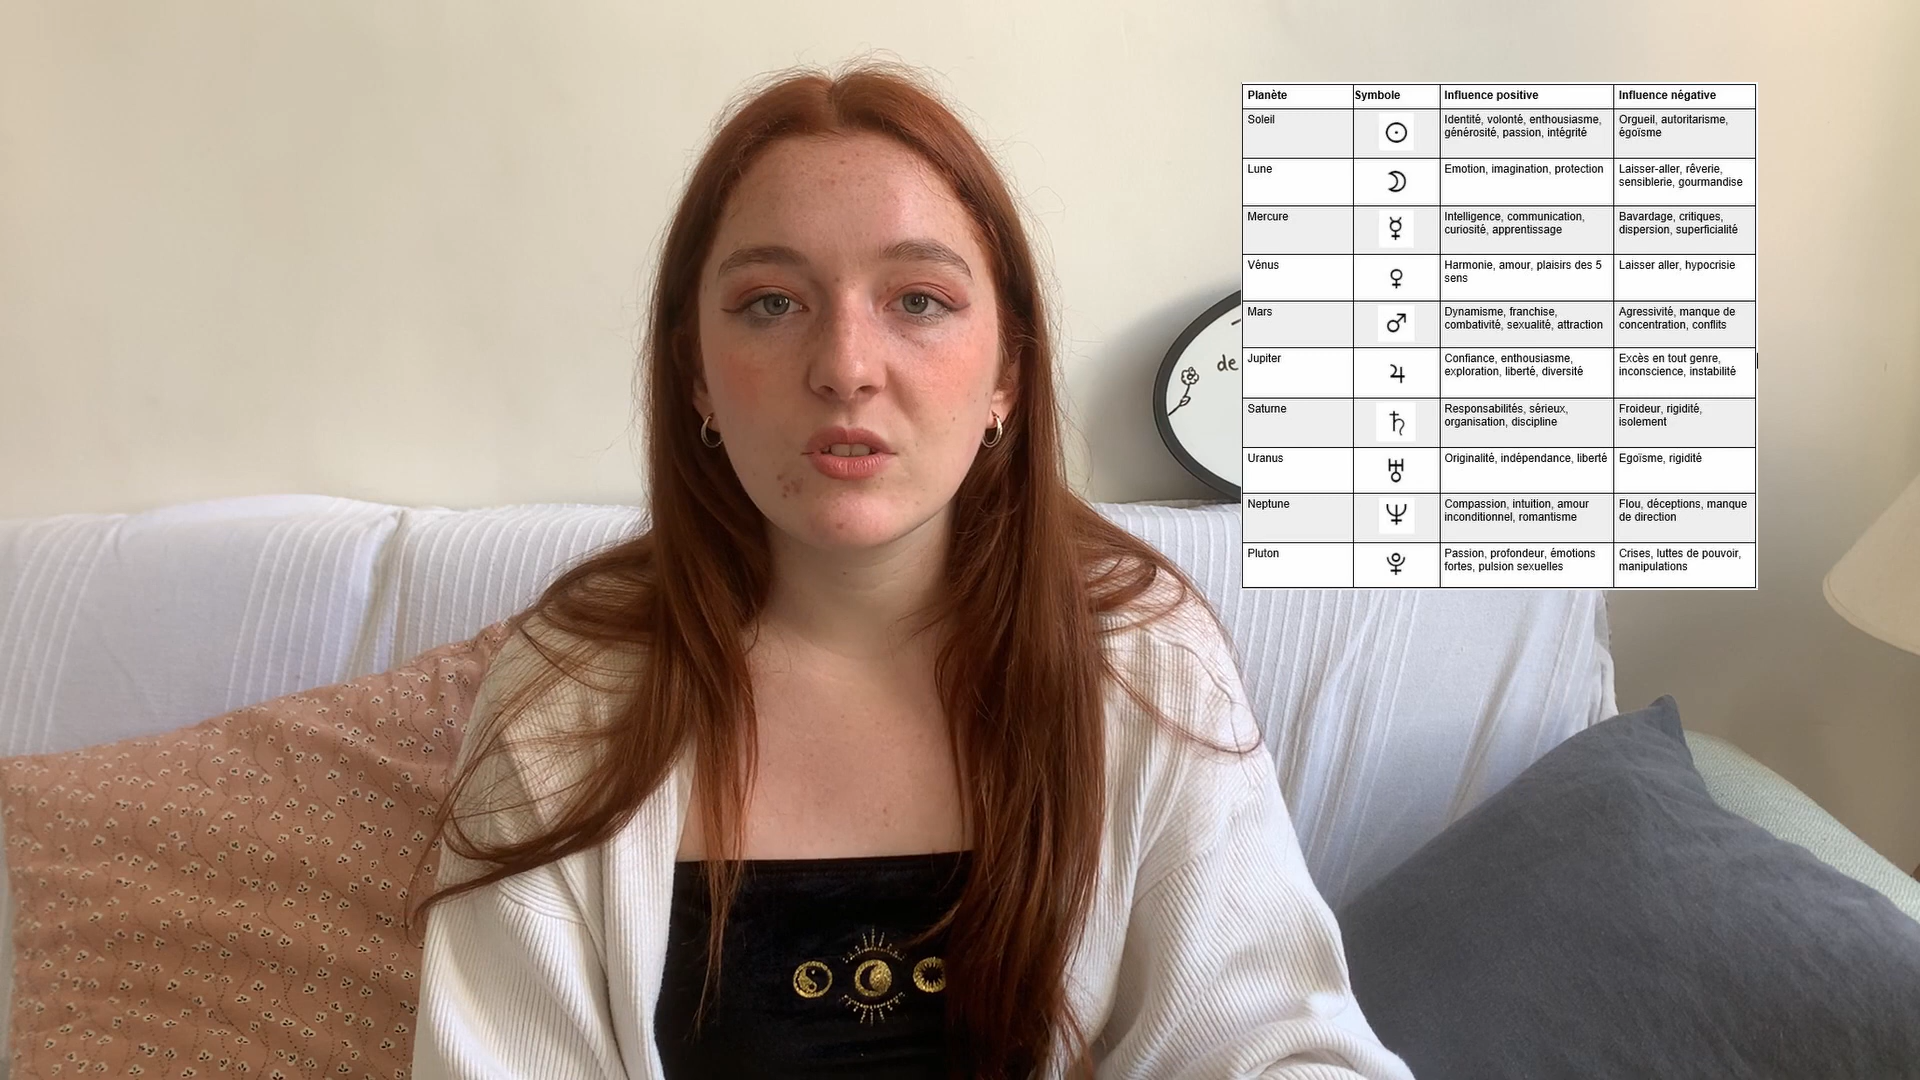 Planète Symbole Influence positive Influence négative
Soleil Identité, volonté, enthousiasme, Orgueil, autoritarisme,
générosité, passion, intégrité égoïsme
Lune Emotion, imagination, protection Laisser-aller, rêverie,
sensiblerie, gourmandise
Mercure Intelligence, communication, Bavardage, critiques,
curiosité, apprentissage dispersion, superficialité
Vénus Harmonie, amour, plaisirs des 5 Laisser aller, hypocrisie
sens
Mars Dynamisme, franchise, Agressivité, manque de
combativité, sexualité, attraction concentration, conflits
Jupiter Confiance, enthousiasme, Excès en tout genre,
exploration, liberté, diversité inconscience, instabilité
Saturne Responsabilités, sérieux, Froideur, rigidité,
organisation, discipline isolement
Uranus Originalité, indépendance, liberté Egoïsme, rigidité
Neptune Compassion, intuition, amour Flou, déceptions, manque
inconditionnel, romantisme de direction
Pluton Passion, profondeur, émotions Crises, luttes de pouvoir,
fortes, pulsion sexuelles manipulations
de